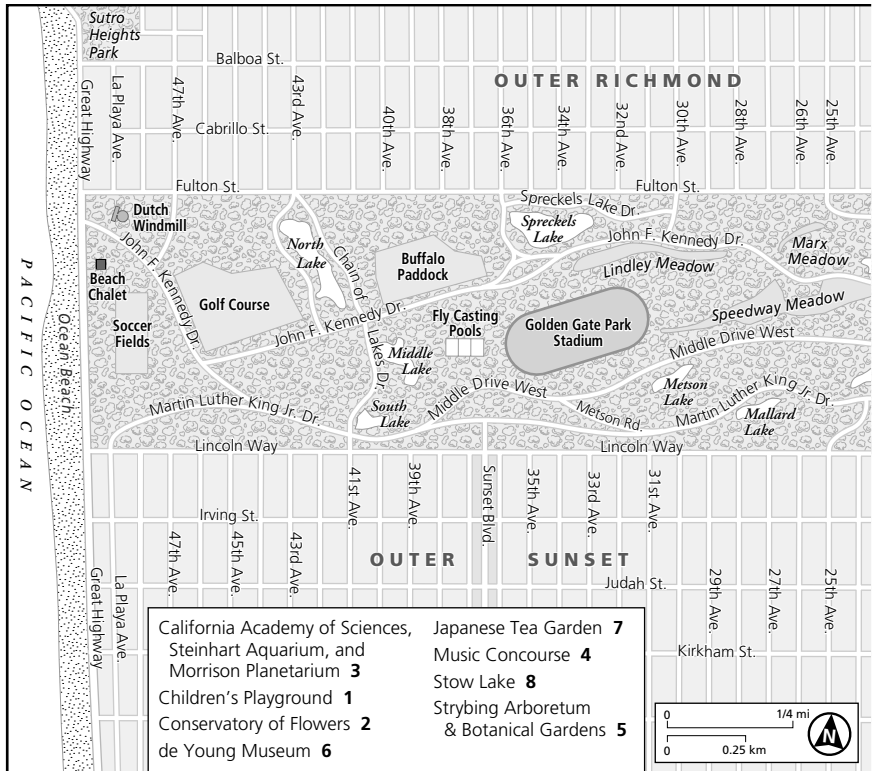 Sutro
Heights
Park
Balboa St.
OUTER RICHMOND
Great Highway
La Playa Ave.
47th Ave.
43rd Ave.
40th Ave.
38th Ave.
36th Ave.
34th Ave.
32nd Ave.
30th Ave.
28th Ave.
26th Ave.
25th Ave.
Cabrillo St.
Fulton St.
Fulton St.
Spreckels Lake Dr.
Dutch
Windmill
Spreckels
Lake
John F. Kennedy Dr.
North
Lake
Chain of
Lakes Dr.
Buffalo
Paddock
John F. Kennedy Dr.
Marx
Meadow
Lindley Meadow
Beach
Chalet
Golf Course
Soccer
Fields
John F. Kennedy Dr.
Fly Casting
Pools
Golden Gate Park
Stadium
Speedway Meadow
Middle Drive West
PACIFIC OCEAN
Ocean Beach
Middle
Lake
Middle Drive West
Metson
Lake
Martin Luther King Jr. Dr.
South
Lake
Metson Rd.
Martin Luther King Jr. Dr.
Mallard
Lake
Lincoln Way
Lincoln Way
41st Ave.
39th Ave.
Sunset Blvd.
35th Ave.
33rd Ave.
31st Ave.
Irving St.
47th Ave.
45th Ave.
43rd Ave.
OUTER SUNSET
Great Highway
La Playa Ave.
Judah St.
29th Ave.
27th Ave.
25th Ave.
Kirkham St.
California Academy of Sciences,
Steinhart Aquarium, and
Morrison Planetarium 3
Children's Playground 1
Conservatory of Flowers 2
de Young Museum 6
Japanese Tea Garden 7
Music Concourse 4
Stow Lake 8
Strybing Arboretum
& Botanical Gardens 5
0 1/4 mi
0 0.25 km
N